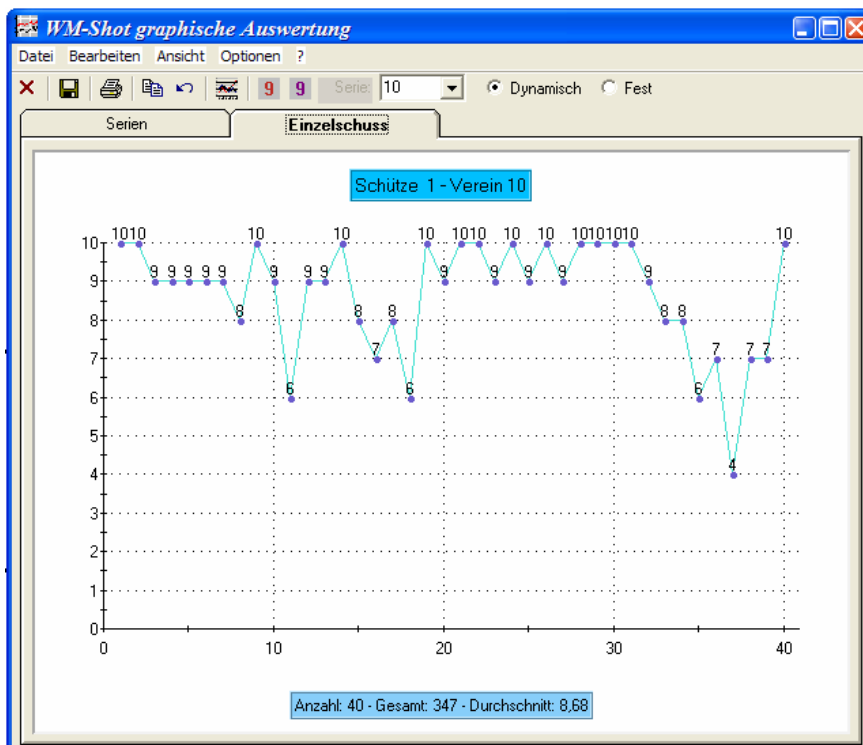 WM-Shot graphische Auswertung
Datei Bearbeiten Ansicht Optionen ?
9 9 Serie: 10 Dynamisch Fest
Serien Einzelschuss
Schütze 1 - Verein 10
10 10 10 10 10 10 10 10 10 10 10 10 10 10
10
9 9 9 9 9 9 9 9 9 9 9 9 9
9
8 8 8 8 8
8
7 7 7 7
7
6 6 6
6
5
4
4
3
2
1
0
0 10 20 30 40
Anzahl: 40 - Gesamt: 347 - Durchschnitt: 8,68